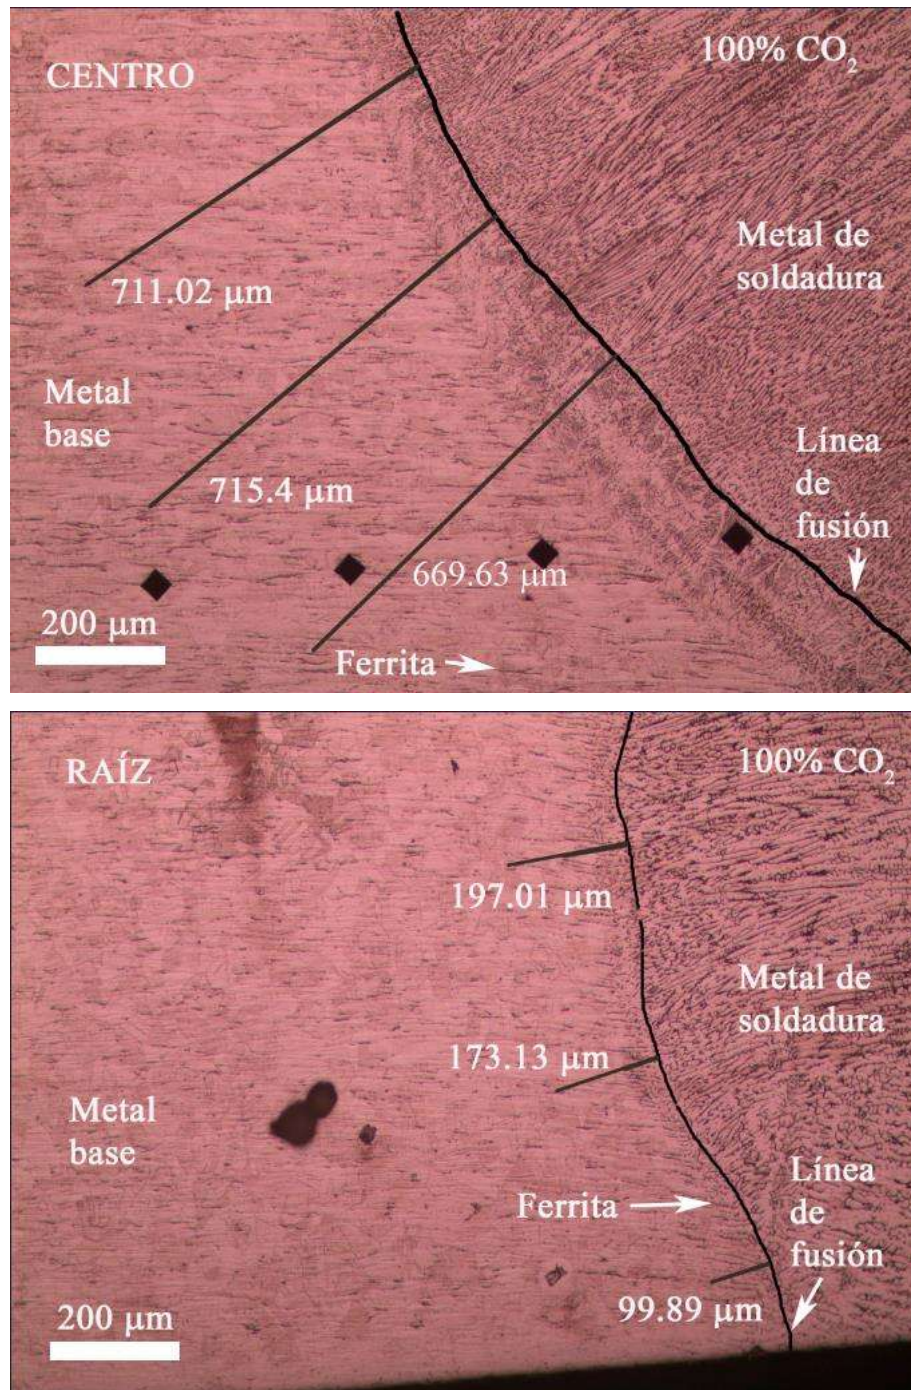 CENTRO
100% CO₂
Metal de
soldadura
711.02 µm
Metal
base
Línea
de
fusión
715.4 µm
669.63 µm
200 µm
Ferrita
RAÍZ
100% CO₂
197.01 µm
Metal de
soldadura
173.13 µm
Metal
base
Línea
de
fusión
Ferrita
99.89 µm
200 µm